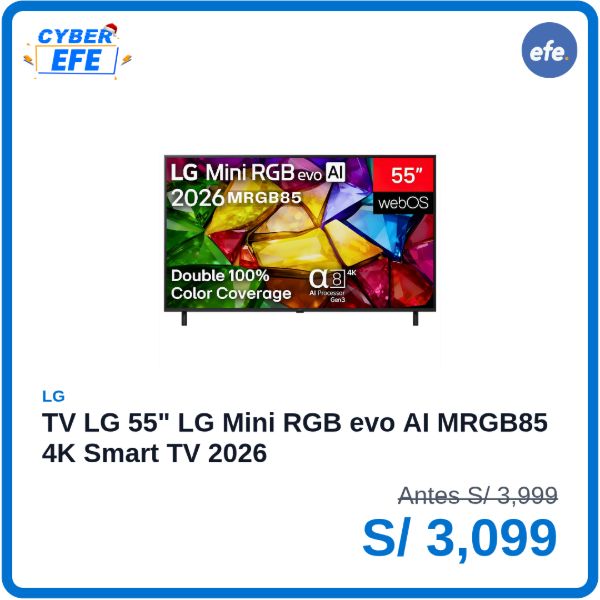 CYBER
EFE
efe.
LG Mini RGB evo AI
2026 MRGB85
55"
webOS
Double 100%
Color Coverage
α8 4K
AI Processor
Gen3
LG
TV LG 55" LG Mini RGB evo AI MRGB85
4K Smart TV 2026
Antes S/ 3,999
S/ 3,099